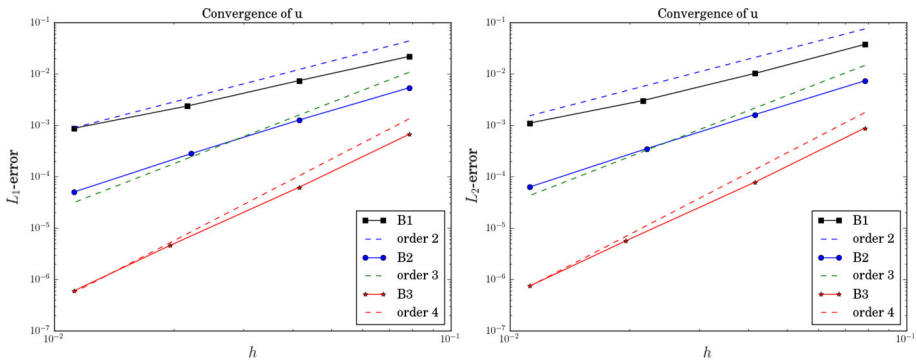 Convergence of u
10^-1
10^-2
10^-3
10^-4
10^-5
10^-6
10^-7
L_1-error
B1
order 2
B2
order 3
B3
order 4
10^-2
10^-1
h
Convergence of u
10^-1
10^-2
10^-3
10^-4
10^-5
10^-6
10^-7
L_2-error
B1
order 2
B2
order 3
B3
order 4
10^-2
10^-1
h